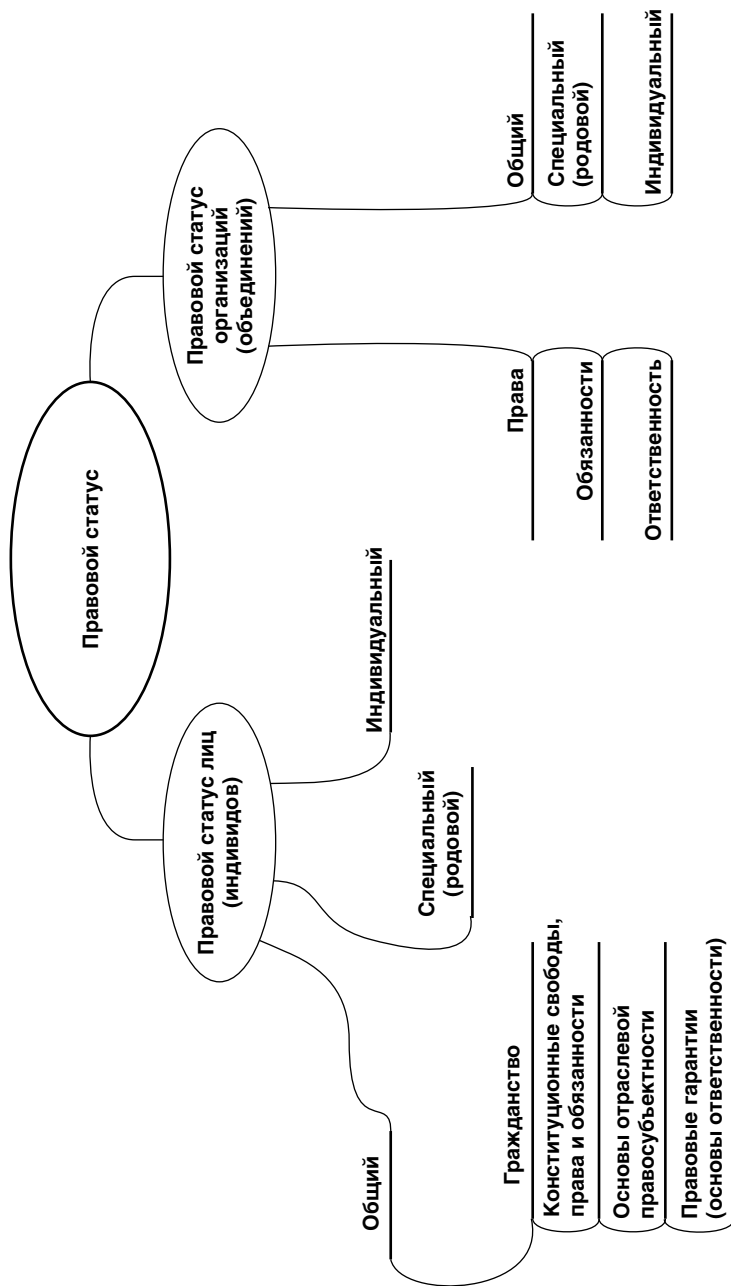 Правовой статус
Правовой статус лиц
(индивидов)
Правовой статус
организаций
(объединений)
Общий
Специальный
(родовой)
Индивидуальный
Гражданство
Конституционные свободы,
права и обязанности
Основы отраслевой
правосубъектности
Правовые гарантии
(основы ответственности)
Права
Обязанности
Ответственность
Общий
Специальный
(родовой)
Индивидуальный